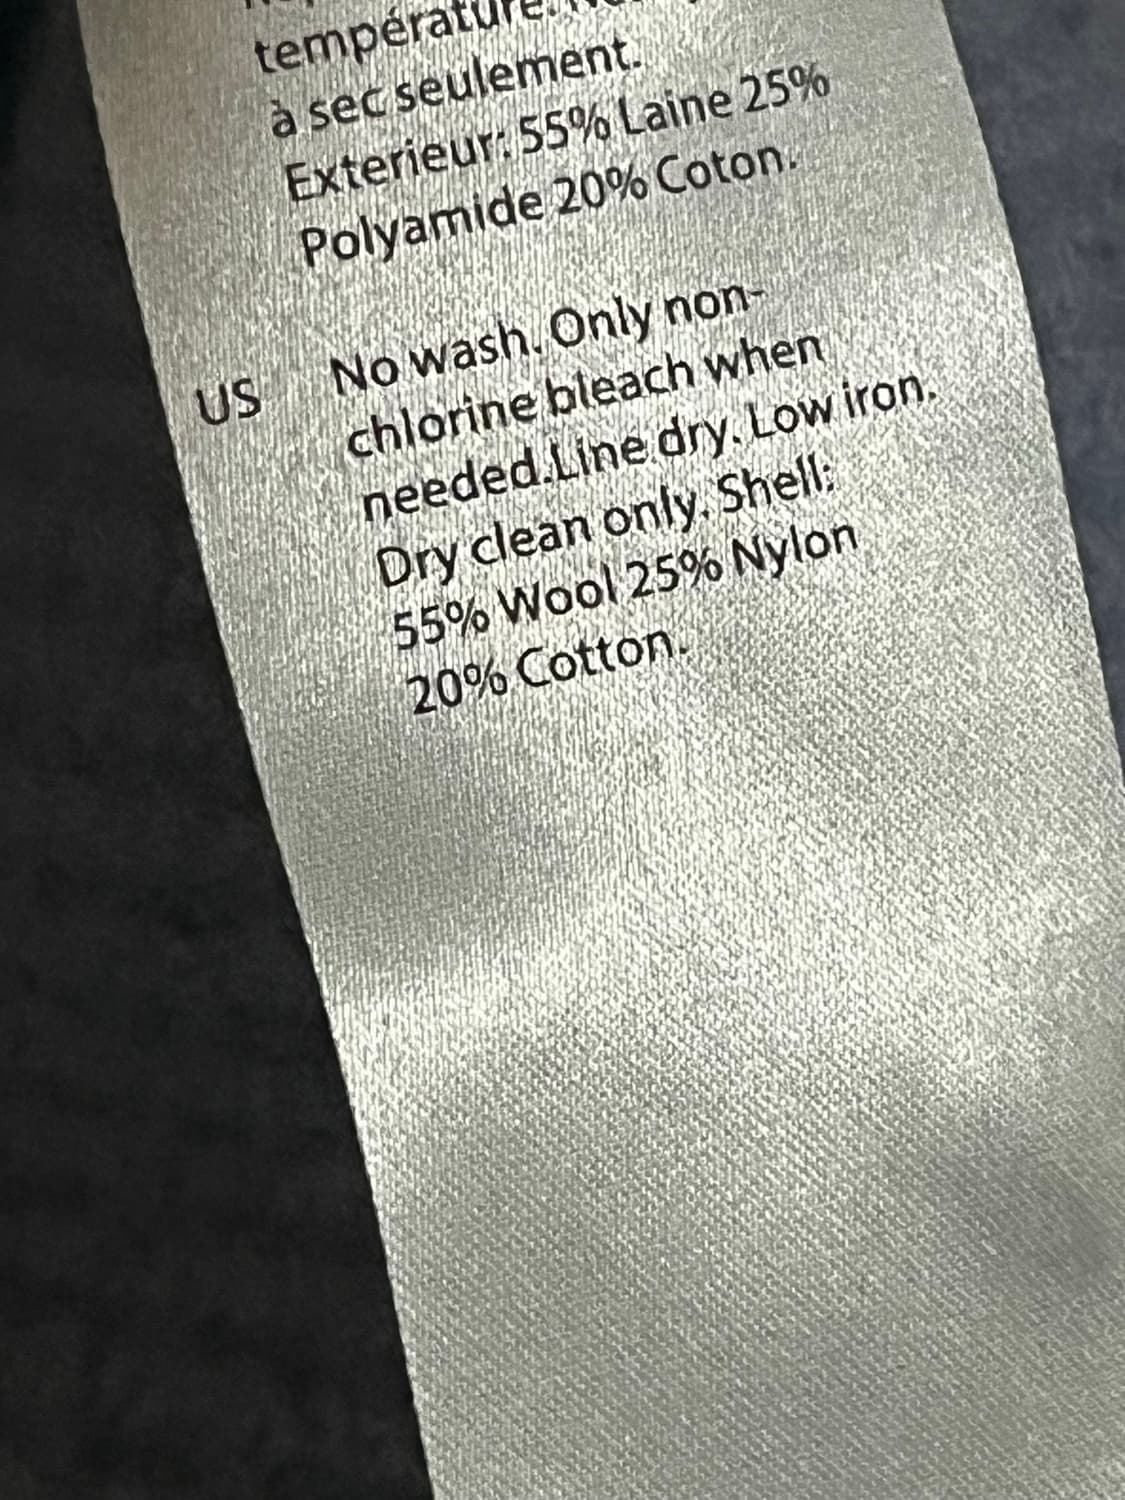 température.
à sec seulement.
Exterieur: 55% Laine 25%
Polyamide 20% Coton.
US No wash. Only non-
chlorine bleach when
needed.Line dry. Low iron.
Dry clean only. Shell:
55% Wool 25% Nylon
20% Cotton.